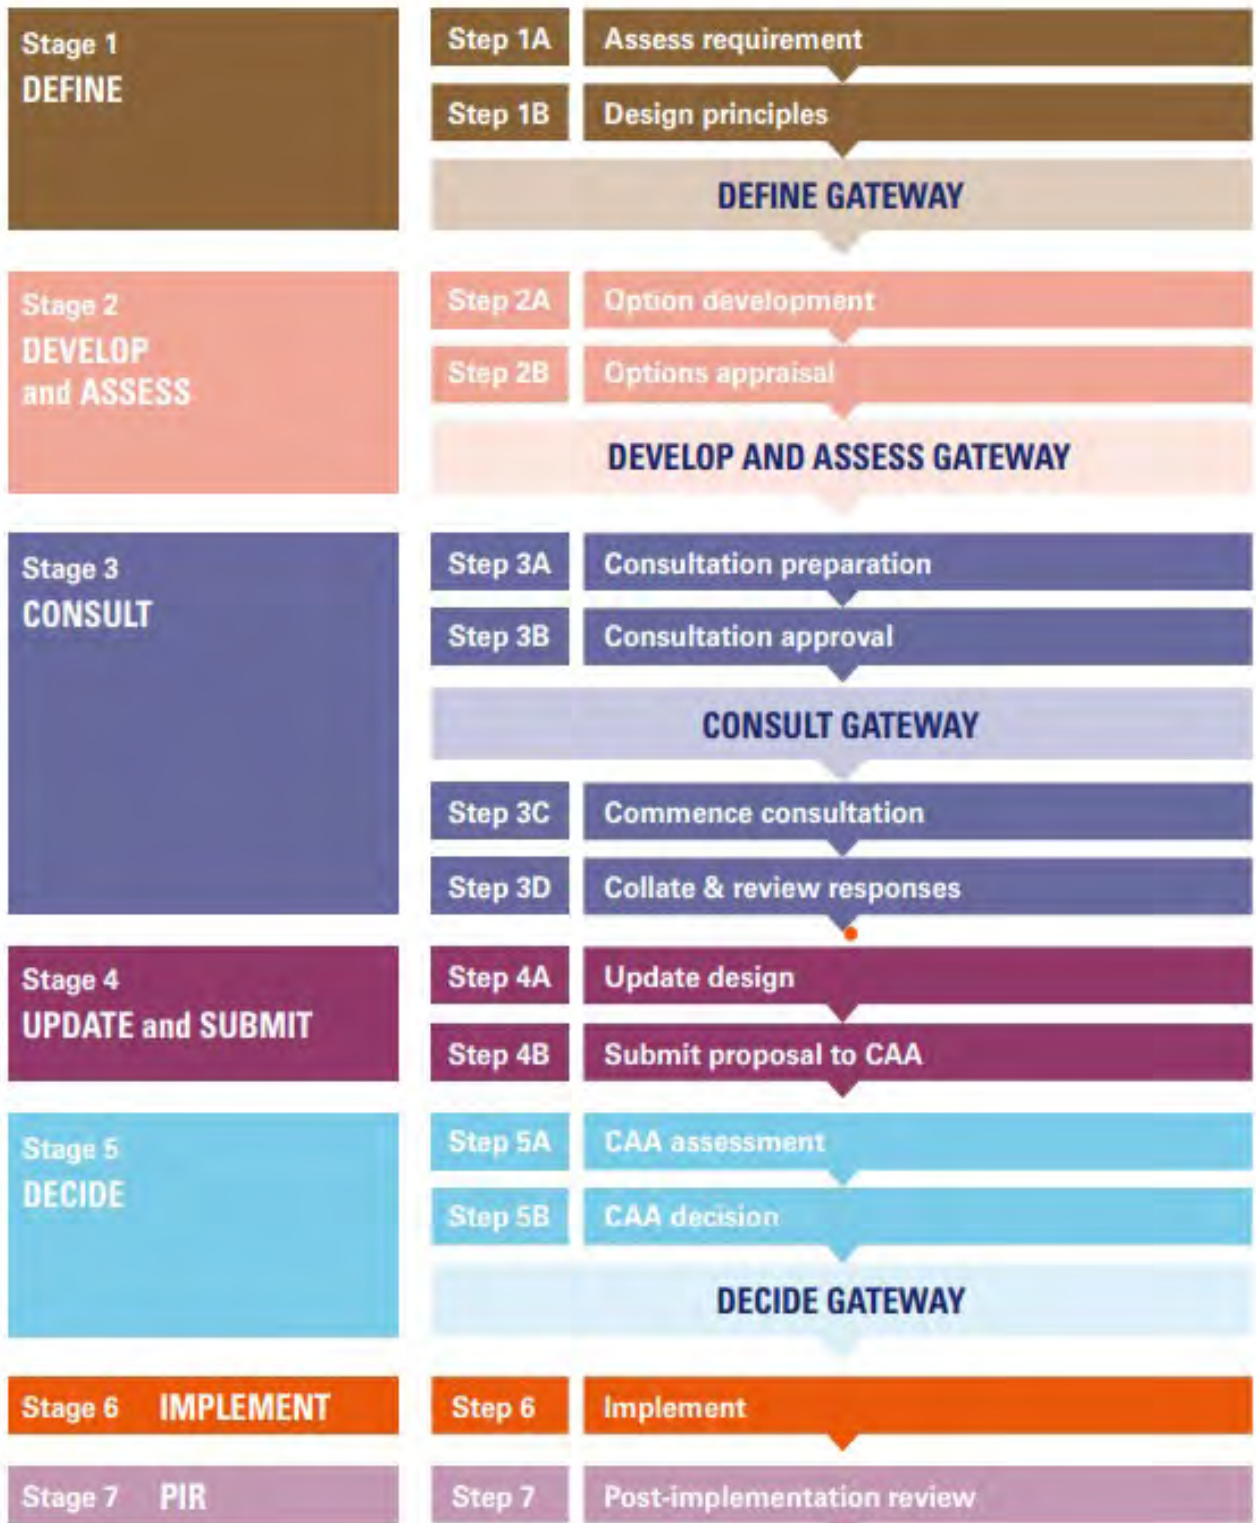 Stage 1
DEFINE
Step 1A Assess requirement
Step 1B Design principles
DEFINE GATEWAY
Stage 2
DEVELOP
and ASSESS
Step 2A Option development
Step 2B Options appraisal
DEVELOP AND ASSESS GATEWAY
Stage 3
CONSULT
Step 3A Consultation preparation
Step 3B Consultation approval
CONSULT GATEWAY
Step 3C Commence consultation
Step 3D Collate & review responses
Stage 4
UPDATE and SUBMIT
Step 4A Update design
Step 4B Submit proposal to CAA
Stage 5
DECIDE
Step 5A CAA assessment
Step 5B CAA decision
DECIDE GATEWAY
Stage 6 IMPLEMENT
Step 6 Implement
Stage 7 PIR
Step 7 Post-implementation review